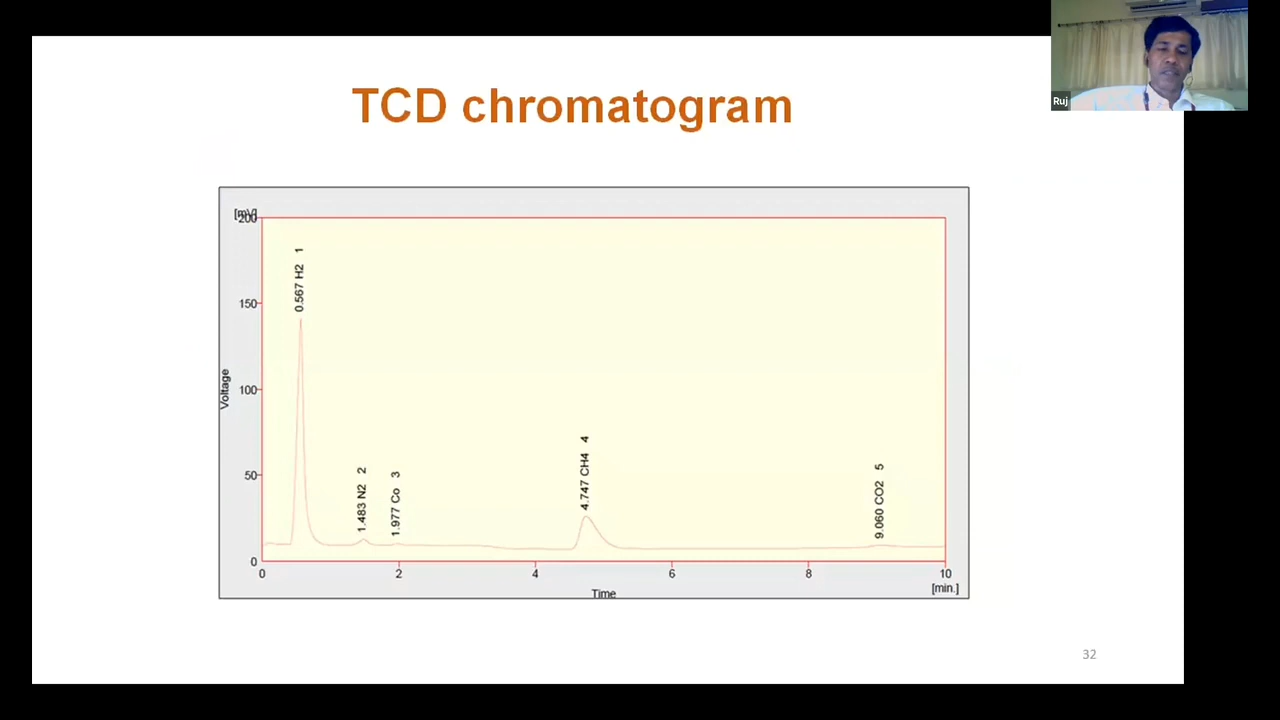 Ruj
TCD chromatogram
[mV]
200
150
100
50
0
Voltage
0.567 H2 1
1.483 N2 2
1.977 Co 3
4.747 CH4 4
9.060 CO2 5
0 2 4 6 8 10
Time
[min.]
32